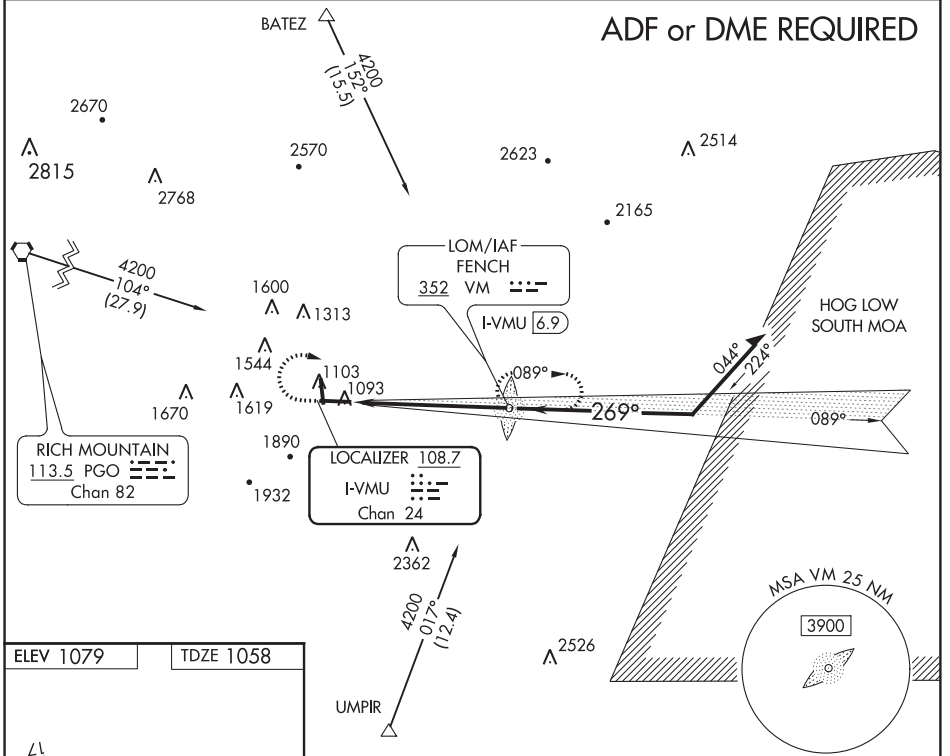 ADF or DME REQUIRED
BATEZ
4200
152°
(15.5)
2670
2815
2768
2570
2623
2514
2165
4200
104°
(27.9)
LOM/IAF
FENCH
352 VM
I-VMU 6.9
HOG LOW
SOUTH MOA
1600
1313
1544
1103
1093
1670
1619
089°
269°
044°
224°
089°
RICH MOUNTAIN
113.5 PGO
Chan 82
1890
1932
LOCALIZER 108.7
I-VMU
Chan 24
2362
4200
017°
(12.4)
2526
UMPIR
MSA VM 25 NM
3900
ELEV 1079
TDZE 1058
17